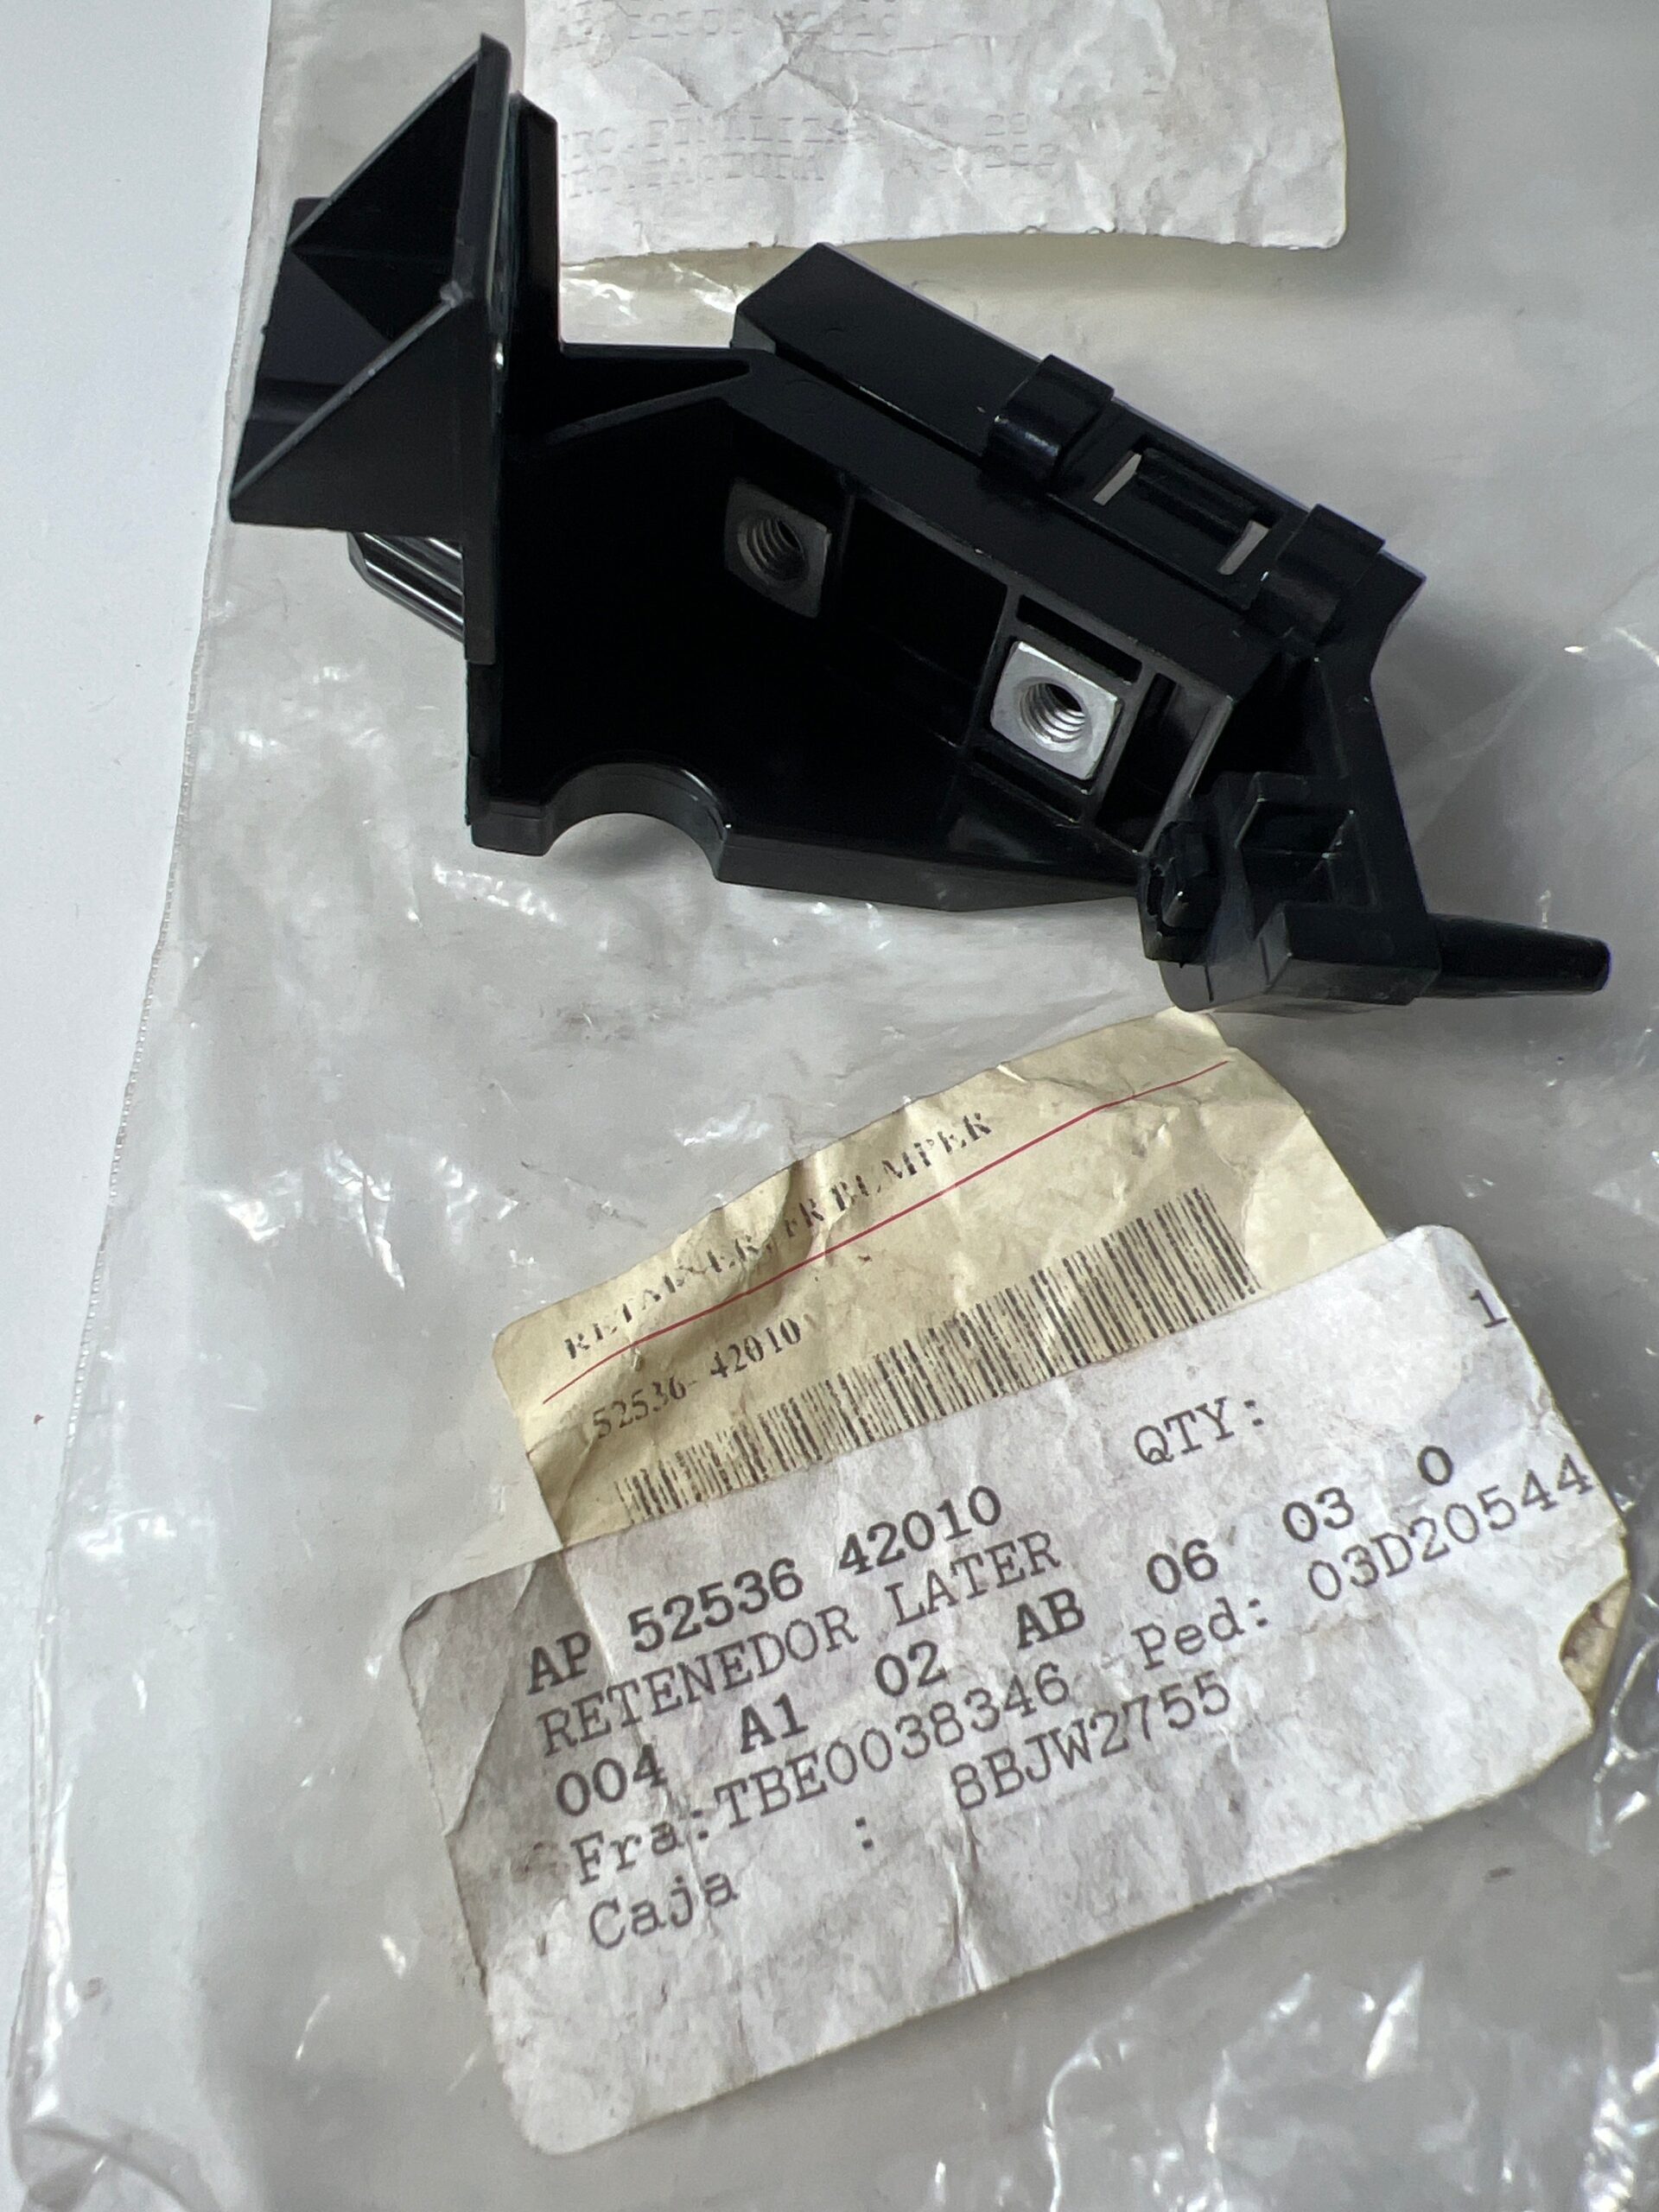 RETAINER, FR BUMPER
52536-42010
1
QTY:
AP 52536 42010
RETENEDOR LATER
004 A1 02 AB 06 03 0
Fra:TBE0038346 Ped: 03D20544
Caja : 8BJW2755